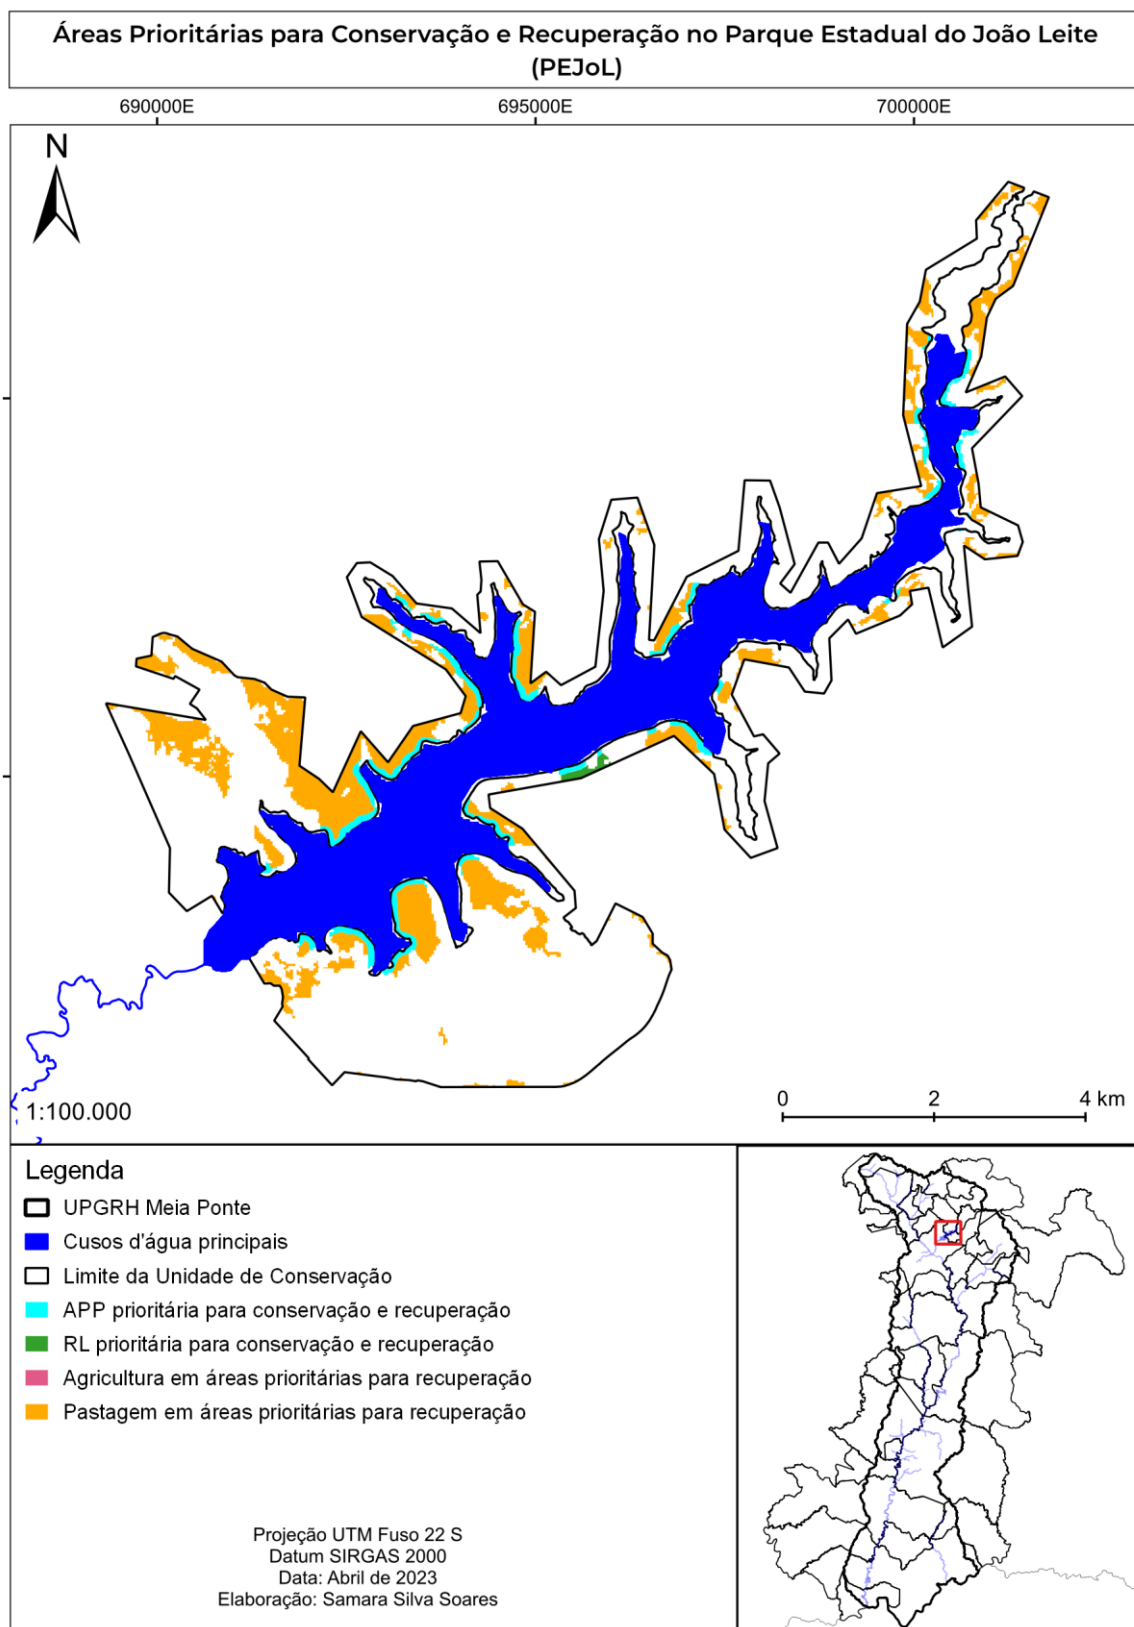 Áreas Prioritárias para Conservação e Recuperação no Parque Estadual do João Leite
(PEJoL)
690000E
695000E
700000E
N
1:100.000
0 2 4 km
Legenda
UPGRH Meia Ponte
Cusos d'água principais
Limite da Unidade de Conservação
APP prioritária para conservação e recuperação
RL prioritária para conservação e recuperação
Agricultura em áreas prioritárias para recuperação
Pastagem em áreas prioritárias para recuperação
Projeção UTM Fuso 22 S
Datum SIRGAS 2000
Data: Abril de 2023
Elaboração: Samara Silva Soares